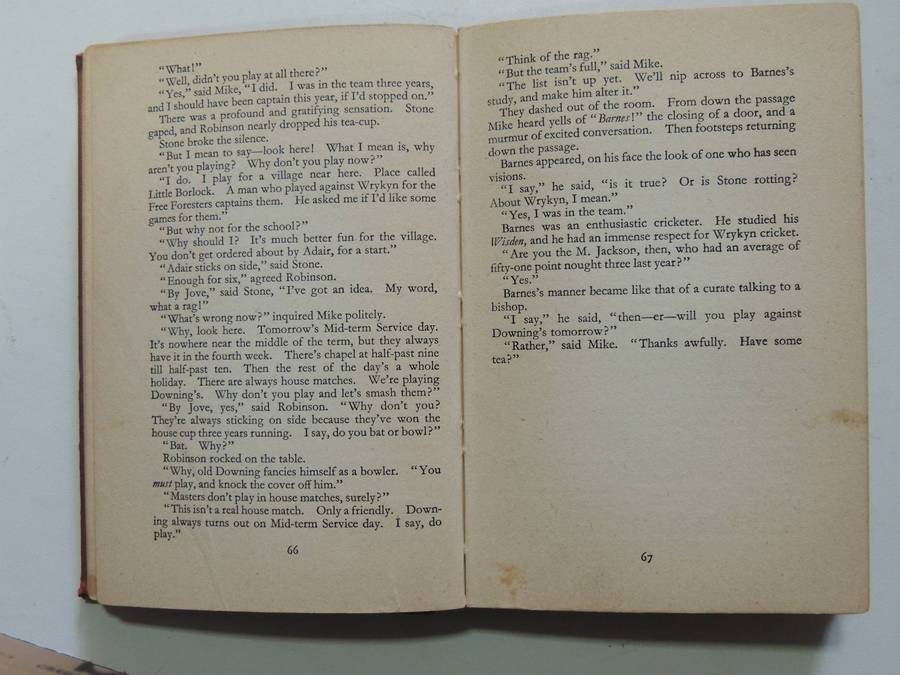 "What!"
"Well, didn't you play at all there?"
"Yes," said Mike, "I did. I was in the team three years,
and I should have been captain this year, if I'd stopped on."
There was a profound and gratifying sensation. Stone
gaped, and Robinson nearly dropped his tea-cup.
Stone broke the silence.
"But I mean to say—look here! What I mean is, why
aren't you playing? Why don't you play now?"
"I do. I play for a village near here. Place called
Little Borlock. A man who played against Wrykyn for the
Free Foresters captains them. He asked me if I'd like some
games for them."
"But why not for the school?"
"Why should I? It's much better fun for the village.
You don't get ordered about by Adair, for a start."
"Adair sticks on side," said Stone.
"Enough for six," agreed Robinson.
"By Jove," said Stone, "I've got an idea. My word,
what a rag!"
"What's wrong now?" inquired Mike politely.
"Why, look here. Tomorrow's Mid-term Service day.
It's nowhere near the middle of the term, but they always
have it in the fourth week. There's chapel at half-past nine
till half-past ten. Then the rest of the day's a whole
holiday. There are always house matches. We're playing
Downing's. Why don't you play and let's smash them?"
"By Jove, yes," said Robinson. "Why don't you?
They're always sticking on side because they've won the
house cup three years running. I say, do you bat or bowl?"
"Bat. Why?"
Robinson rocked on the table.
"Why, old Downing fancies himself as a bowler. "You
must play, and knock the cover off him."
"Masters don't play in house matches, surely?"
"This isn't a real house match. Only a friendly. Down-
ing always turns out on Mid-term Service day. I say, do
play."
66
"Think of the rag."
"But the team's full," said Mike.
"The list isn't up yet. We'll nip across to Barnes's
study, and make him alter it."
They dashed out of the room. From down the passage
Mike heard yells of "Barnes!" the closing of a door, and a
murmur of excited conversation. Then footsteps returning
down the passage.
Barnes appeared, on his face the look of one who has seen
visions.
"I say," he said, "is it true? Or is Stone rotting?
About Wrykyn, I mean."
"Yes, I was in the team."
Barnes was an enthusiastic cricketer. He studied his
Wisden, and he had an immense respect for Wrykyn cricket.
"Are you the M. Jackson, then, who had an average of
fifty-one point nought three last year?"
"Yes."
Barnes's manner became like that of a curate talking to a
bishop.
"I say," he said, "then—er—will you play against
Downing's tomorrow?"
"Rather," said Mike. "Thanks awfully. Have some
tea?"
67